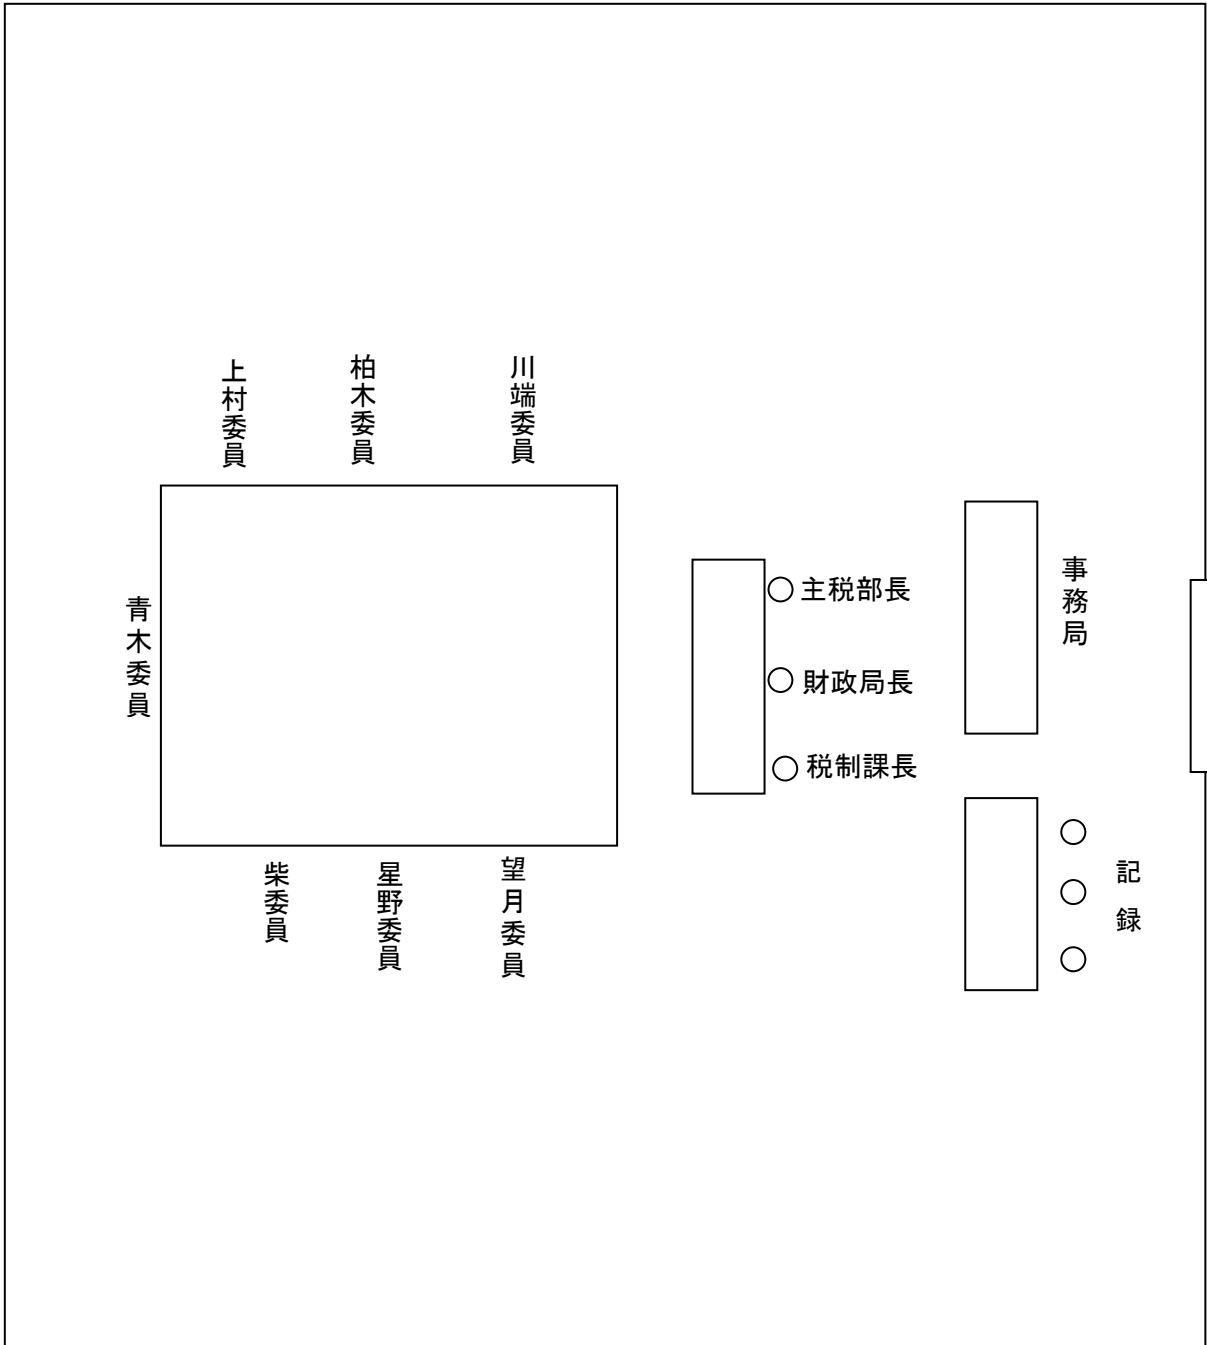 上村委員
柏木委員
川端委員
青木委員
主税部長
財政局長
税制課長
事務局
柴委員
星野委員
望月委員
記録